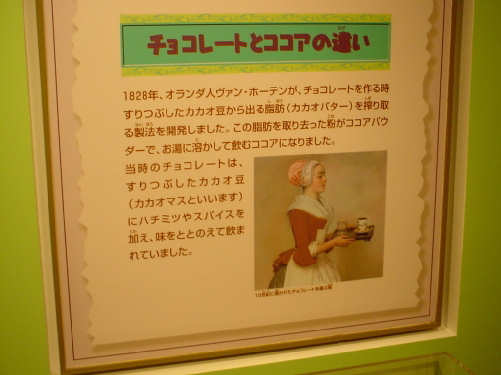 チョコレートとココアの違い
1828年、オランダ人ヴァン・ホーテンが、チョコレートを作る時
すりつぶしたカカオ豆から出る脂肪(カカオバター)を搾り取
る製法を開発しました。この脂肪を取り去った粉がココアパウ
ダーで、お湯に溶かして飲むココアになりました。
当時のチョコレートは、
すりつぶしたカカオ豆
(カカオマスといいます)
にハチミツやスパイスを
加え、味をととのえて飲ま
れていました。